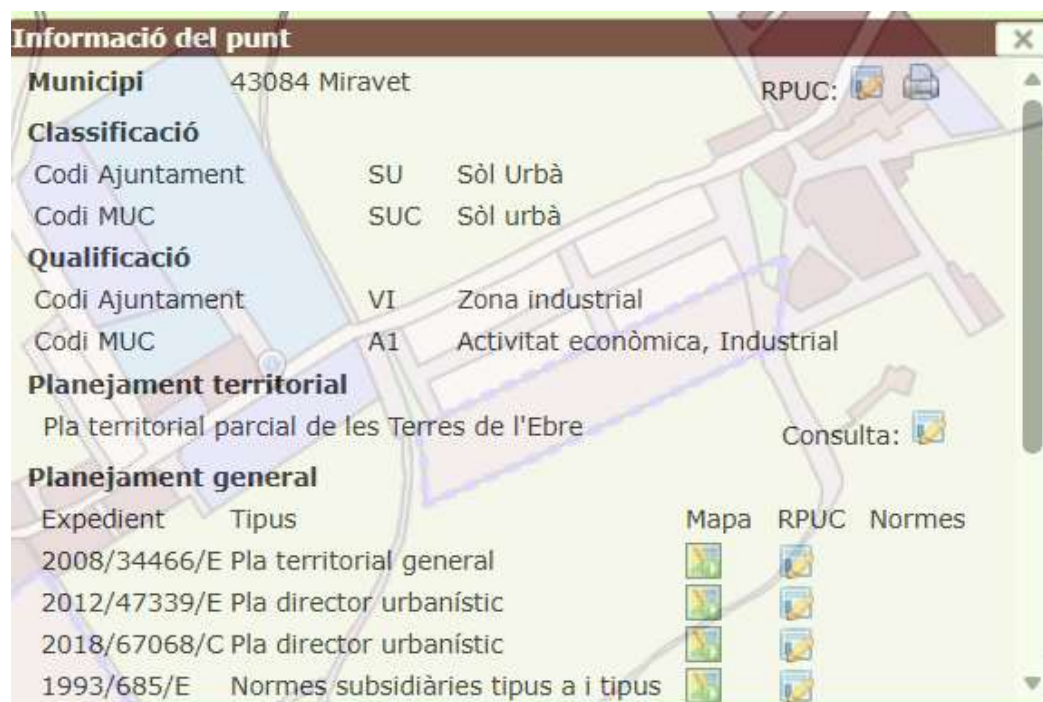 Informació del punt
Municipi 43084 Miravet RPUC:
Classificació
Codi Ajuntament SU Sòl Urbà
Codi MUC SUC Sòl urbà
Qualificació
Codi Ajuntament VI Zona industrial
Codi MUC A1 Activitat econòmica, Industrial
Planejament territorial
Pla territorial parcial de les Terres de l'Ebre Consulta:
Planejament general
Expedient Tipus Mapa RPUC Normes
2008/34466/E Pla territorial general
2012/47339/E Pla director urbanístic
2018/67068/C Pla director urbanístic
1993/685/E Normes subsidiàries tipus a i tipus